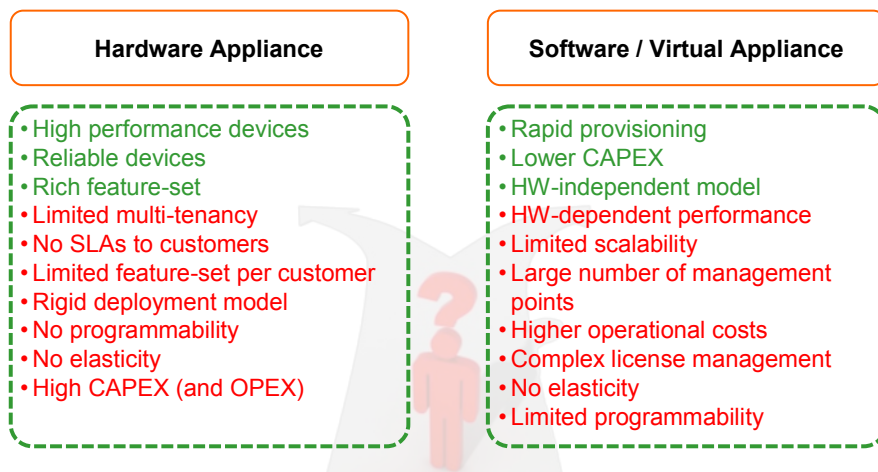 Hardware Appliance
• High performance devices
• Reliable devices
• Rich feature-set
• Limited multi-tenancy
• No SLAs to customers
• Limited feature-set per customer
• Rigid deployment model
• No programmability
• No elasticity
• High CAPEX (and OPEX)
Software / Virtual Appliance
• Rapid provisioning
• Lower CAPEX
• HW-independent model
• HW-dependent performance
• Limited scalability
• Large number of management
points
• Higher operational costs
• Complex license management
• No elasticity
• Limited programmability
?